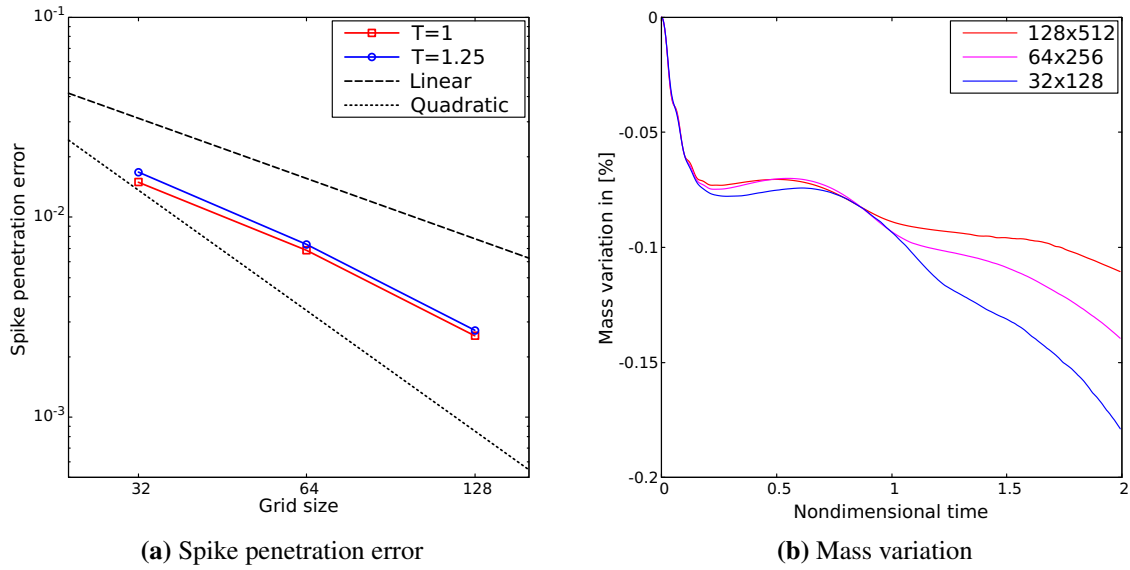 10^-1
10^-2
10^-3
Spike penetration error
T=1
T=1.25
Linear
Quadratic
32
64
128
Grid size
(a) Spike penetration error
0
-0.05
-0.1
-0.15
-0.2
Mass variation in [%]
128x512
64x256
32x128
0
0.5
1
1.5
2
Nondimensional time
(b) Mass variation